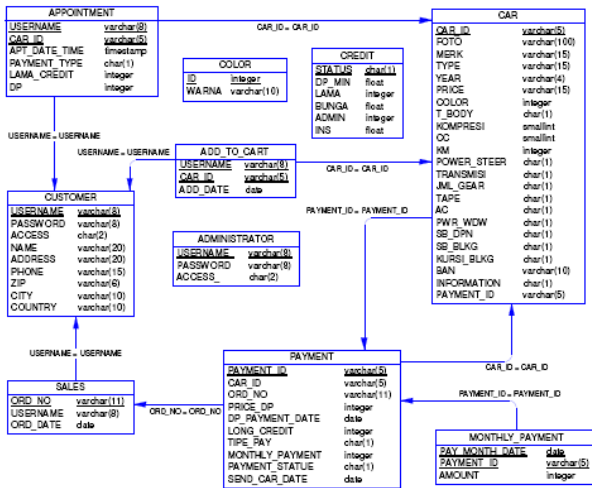 APPOINTMENT
USERNAME varchar(8)
CAR_ID varchar(5)
APT_DATE_TIME timestamp
PAYMENT_TYPE char(1)
LAMA_CREDIT integer
DP integer
CAR_ID = CAR_ID
COLOR
ID integer
WARNA varchar(10)
CREDIT
STATUS char(1)
DP_MIN float
LAMA integer
BUNGA float
ADMIN integer
INS float
CAR
CAR_ID varchar(5)
FOTO varchar(100)
MERK varchar(15)
TYPE varchar(15)
YEAR varchar(4)
PRICE varchar(15)
COLOR integer
T_BODY char(1)
KOMPRESI smallint
CC smallint
KM integer
POWER_STEER char(1)
TRANSMISI char(1)
JML_GEAR char(1)
TAPE char(1)
AC char(1)
PWR_WDW char(1)
SB_DPN char(1)
SB_BLKG char(1)
KURSI_BLKG char(1)
BAN varchar(10)
INFORMATION char(1)
PAYMENT_ID varchar(5)
USERNAME = USERNAME
USERNAME = USERNAME
ADD_TO_CART
USERNAME varchar(8)
CAR_ID varchar(5)
ADD_DATE date
CAR_ID = CAR_ID
CUSTOMER
USERNAME varchar(8)
PASSWORD varchar(8)
ACCESS char(2)
NAME varchar(20)
ADDRESS varchar(20)
PHONE varchar(15)
ZIP varchar(6)
CITY varchar(10)
COUNTRY varchar(10)
PAYMENT_ID = PAYMENT_ID
ADMINISTRATOR
USERNAME_ varchar(8)
PASSWORD varchar(8)
ACCESS_ char(2)
USERNAME = USERNAME
SALES
ORD_NO varchar(11)
USERNAME varchar(8)
ORD_DATE date
ORD_NO = ORD_NO
PAYMENT
PAYMENT_ID varchar(5)
CAR_ID varchar(5)
ORD_NO varchar(11)
PRICE_DP integer
DP_PAYMENT_DATE date
LONG_CREDIT integer
TIPE_PAY char(1)
MONTHLY_PAYMENT integer
PAYMENT_STATUE char(1)
SEND_CAR_DATE date
CAR_ID = CAR_ID
PAYMENT_ID = PAYMENT_ID
MONTHLY_PAYMENT
PAY_MONTH_DATE date
PAYMENT_ID varchar(5)
AMOUNT integer